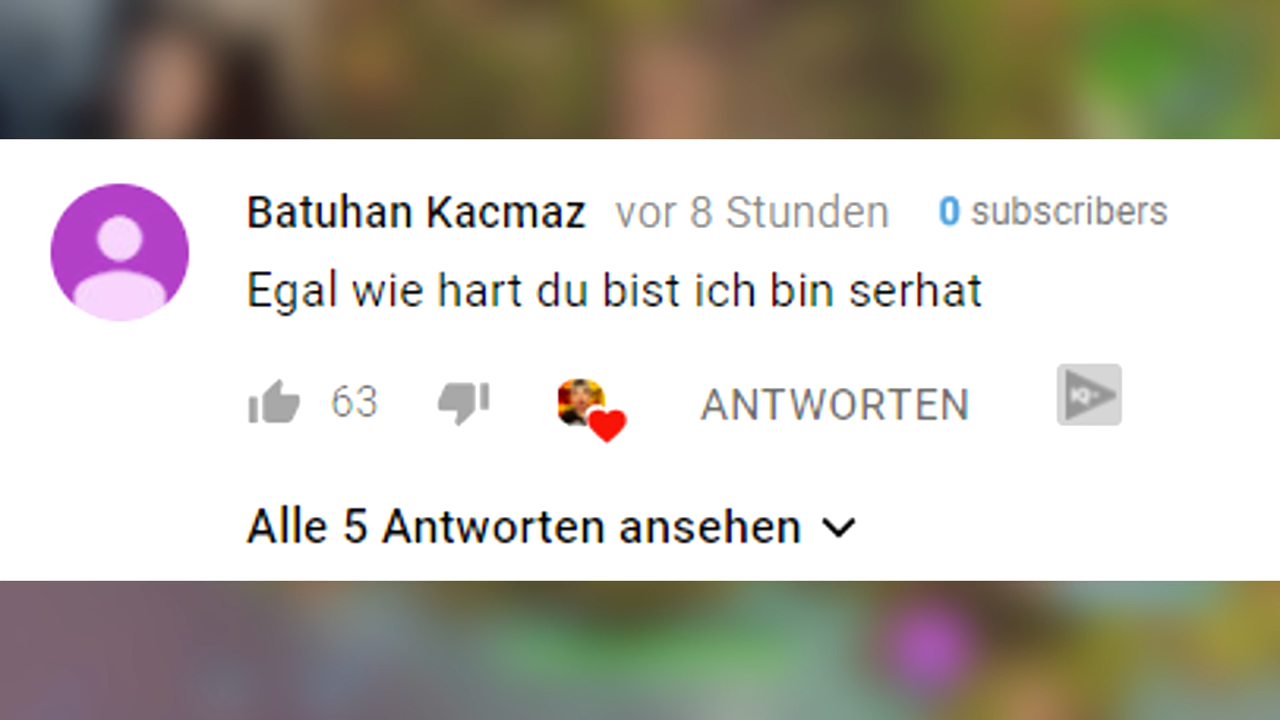 Batuhan Kacmaz vor 8 Stunden 0 subscribers
Egal wie hart du bist ich bin serhat
63 ANTWORTEN IQ
Alle 5 Antworten ansehen